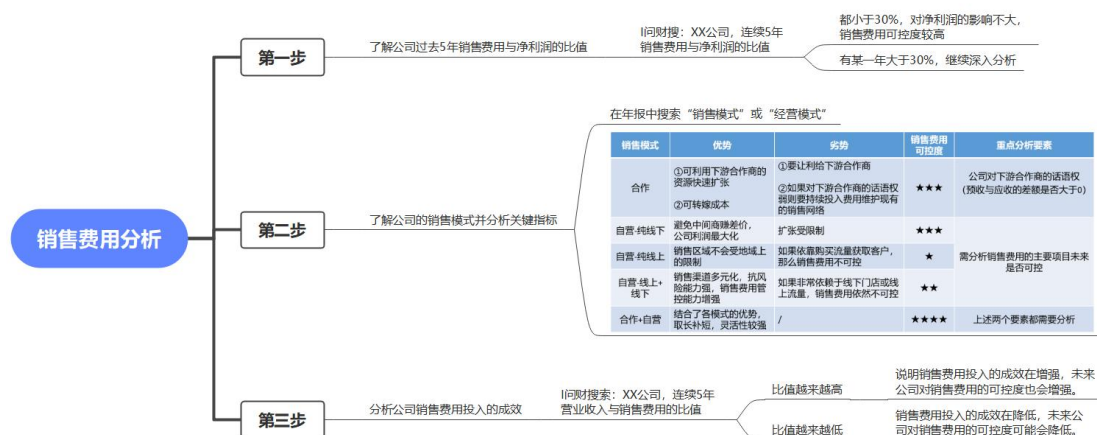 销售费用分析
第一步
了解公司过去5年销售费用与净利润的比值
I问财搜：XX公司，连续5年
销售费用与净利润的比值
都小于30%，对净利润的影响不大，
销售费用可控度较高
有某一年大于30%，继续深入分析
第二步
了解公司的销售模式并分析关键指标
在年报中搜索“销售模式”或“经营模式”
销售模式
优势
劣势
销售费用
可控度
重点分析要素
合作
①可利用下游合作商的
资源快速扩张
②可转嫁成本
①要让利给下游合作商
②如果对下游合作商的话语权
弱则要持续投入费用维护现有
的销售网络
★★★
公司对下游合作商的话语权
(预收与应收的差额是否大于0)
自营-纯线下
避免中间商赚差价，
公司利润最大化
扩张受限制
★★★
需分析销售费用的主要项目未来
是否可控
自营-纯线上
销售区域不会受地域上
的限制
如果依靠购买流量获取客户，
那么销售费用不可控
★
自营-线上+
线下
销售渠道多元化，抗风
险能力强，销售费用管
控能力增强
如果非常依赖于线下门店或线
上流量，销售费用依然不可控
★★
合作+自营
结合了各模式的优势，
取长补短，灵活性较强
/
★★★★
上述两个要素都需要分析
第三步
分析公司销售费用投入的成效
I问财搜索：XX公司，连续5年
营业收入与销售费用的比值
比值越来越高
说明销售费用投入的成效在增强，未来
公司对销售费用的可控度也会增强。
比值越来越低
销售费用投入的成效在降低，未来公
司对销售费用的可控度可能会降低。